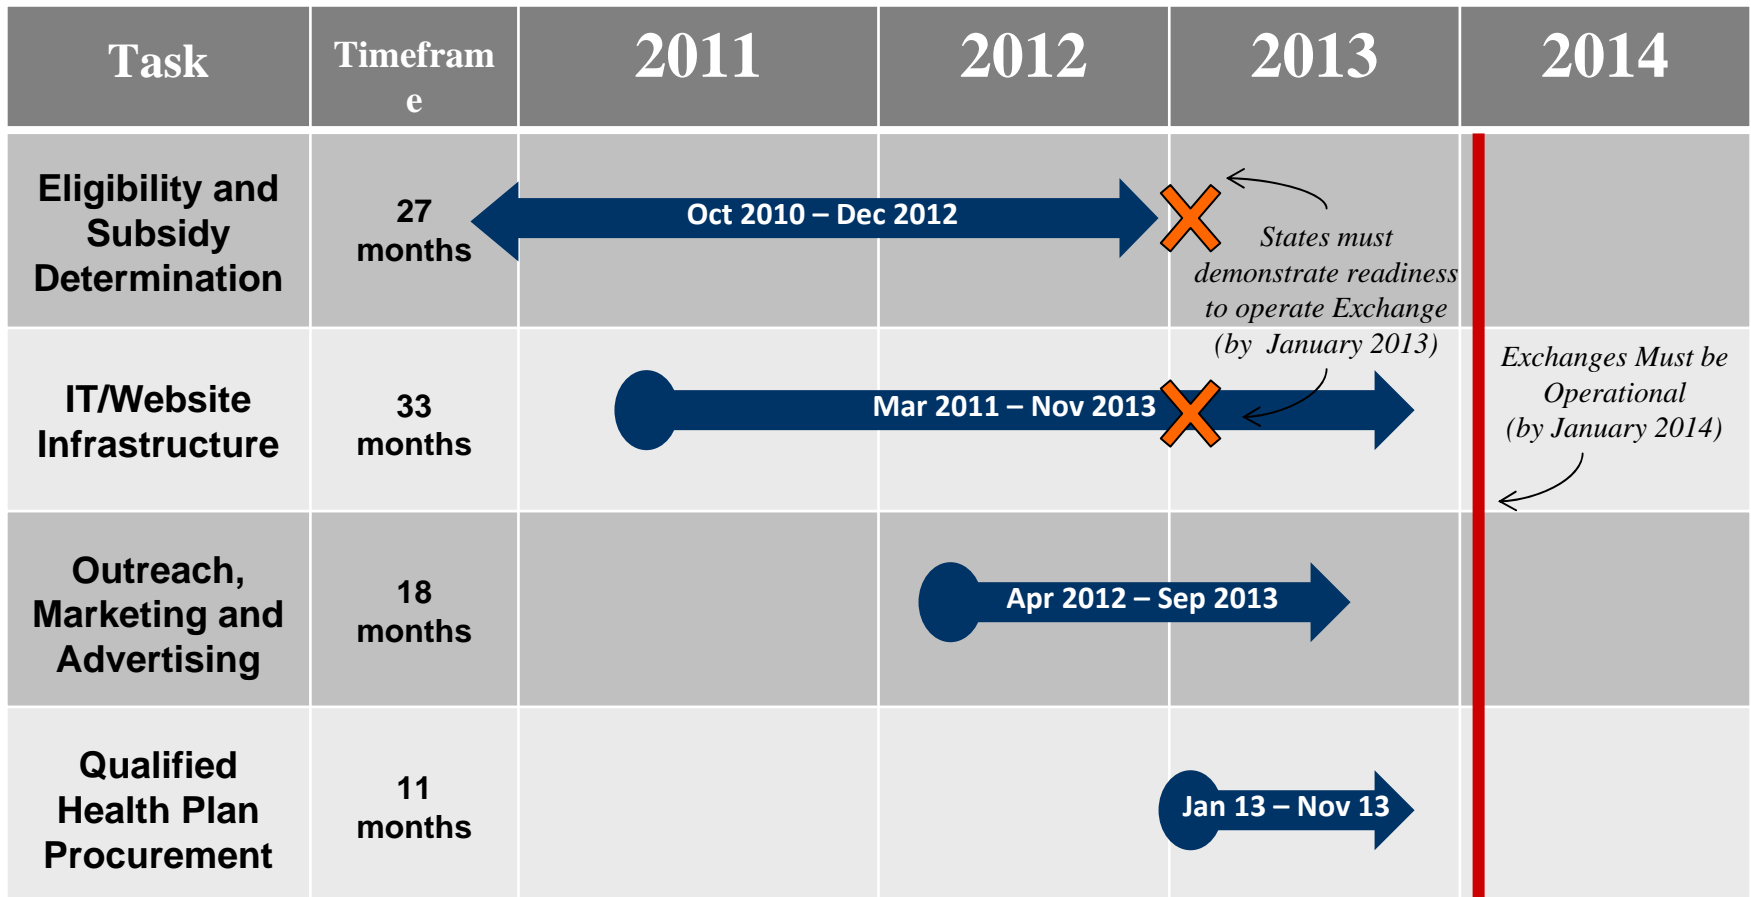 Task
Timefram
e
2011
2012
2013
2014
Eligibility and
Subsidy
Determination
27
months
Oct 2010 – Dec 2012
States must
demonstrate readiness
to operate Exchange
(by January 2013)
IT/Website
Infrastructure
33
months
Mar 2011 – Nov 2013
Exchanges Must be
Operational
(by January 2014)
Outreach,
Marketing and
Advertising
18
months
Apr 2012 – Sep 2013
Qualified
Health Plan
Procurement
11
months
Jan 13 – Nov 13